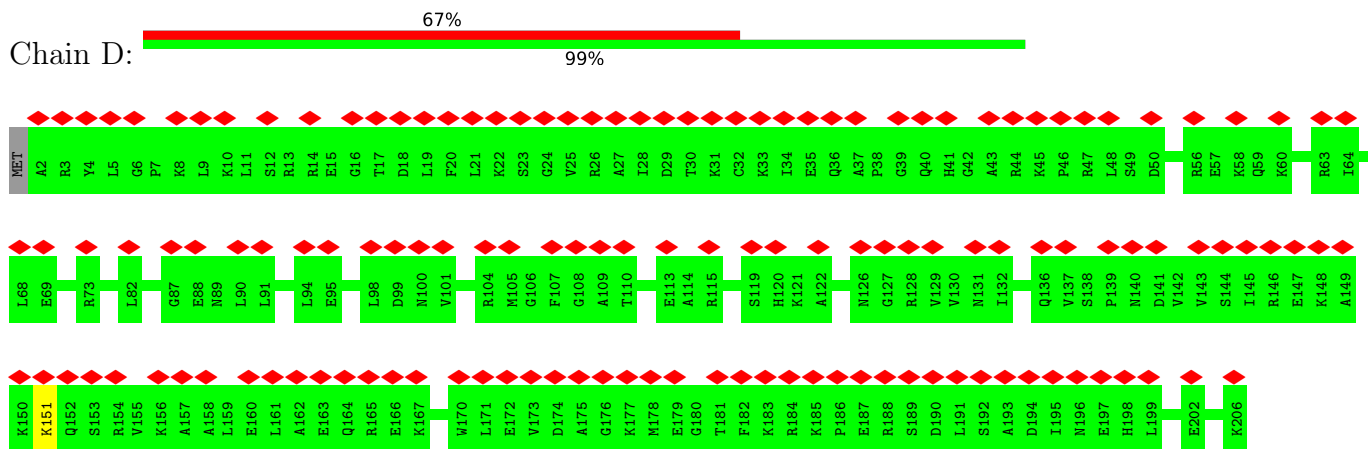 67%
Chain D:
99%
MET A2 R3 Y4 L5 G6 P7 K8 L9 K10 L11 S12 R13 R14 E15 G16 T17 D18 L19 F20 L21 K22 S23 G24 V25 R26 A27 I28 D29 T30 K31 C32 K33 I34 E35 Q36 A37 P38 G39 Q40 H41 G42 A43 R44 K45 P46 R47 L48 S49 D50 R56 E57 K58 Q59 K60 R63 I64
L68 E69 R73 L82 G87 E88 N89 L90 L91 L94 E95 L98 D99 N100 V101 R104 M105 G106 F107 G108 A109 T110 E113 A114 R115 S119 H120 K121 A122 N126 G127 R128 V129 V130 N131 I132 Q136 V137 S138 P139 N140 D141 V142 V143 S144 I145 R146 E147 K148 A149
K150 K151 Q152 S153 R154 V155 K156 A157 A158 L159 E160 L161 A162 E163 Q164 R165 E166 K167 W170 L171 E172 V173 D174 A175 G176 K177 M178 E179 G180 T181 F182 K183 R184 K185 P186 E187 R188 S189 D190 L191 S192 A193 D194 I195 N196 E197 H198 L199 E202 K206